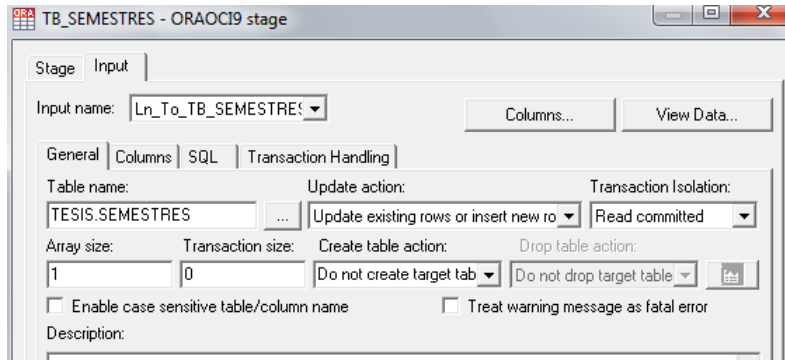 ORA TB_SEMESTRES - ORAOCI9 stage
Stage Input
Input name: Ln_To_TB_SEMESTRES Columns... View Data...
General Columns SQL Transaction Handling
Table name: Update action: Transaction Isolation:
TESIS.SEMESTRES ... Update existing rows or insert new ro Read committed
Array size: Transaction size: Create table action: Drop table action:
1 0 Do not create target tab Do not drop target table
Enable case sensitive table/column name Treat warning message as fatal error
Description: